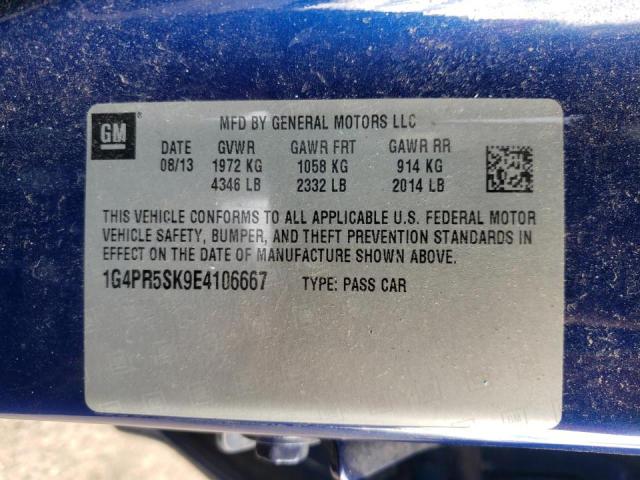 GM
MFD BY GENERAL MOTORS LLC
DATE GVWR GAWR FRT GAWR RR
08/13 1972 KG 1058 KG 914 KG
4346 LB 2332 LB 2014 LB
THIS VEHICLE CONFORMS TO ALL APPLICABLE U.S. FEDERAL MOTOR
VEHICLE SAFETY, BUMPER, AND THEFT PREVENTION STANDARDS IN
EFFECT ON THE DATE OF MANUFACTURE SHOWN ABOVE.
1G4PR5SK9E4106667 TYPE: PASS CAR
GM